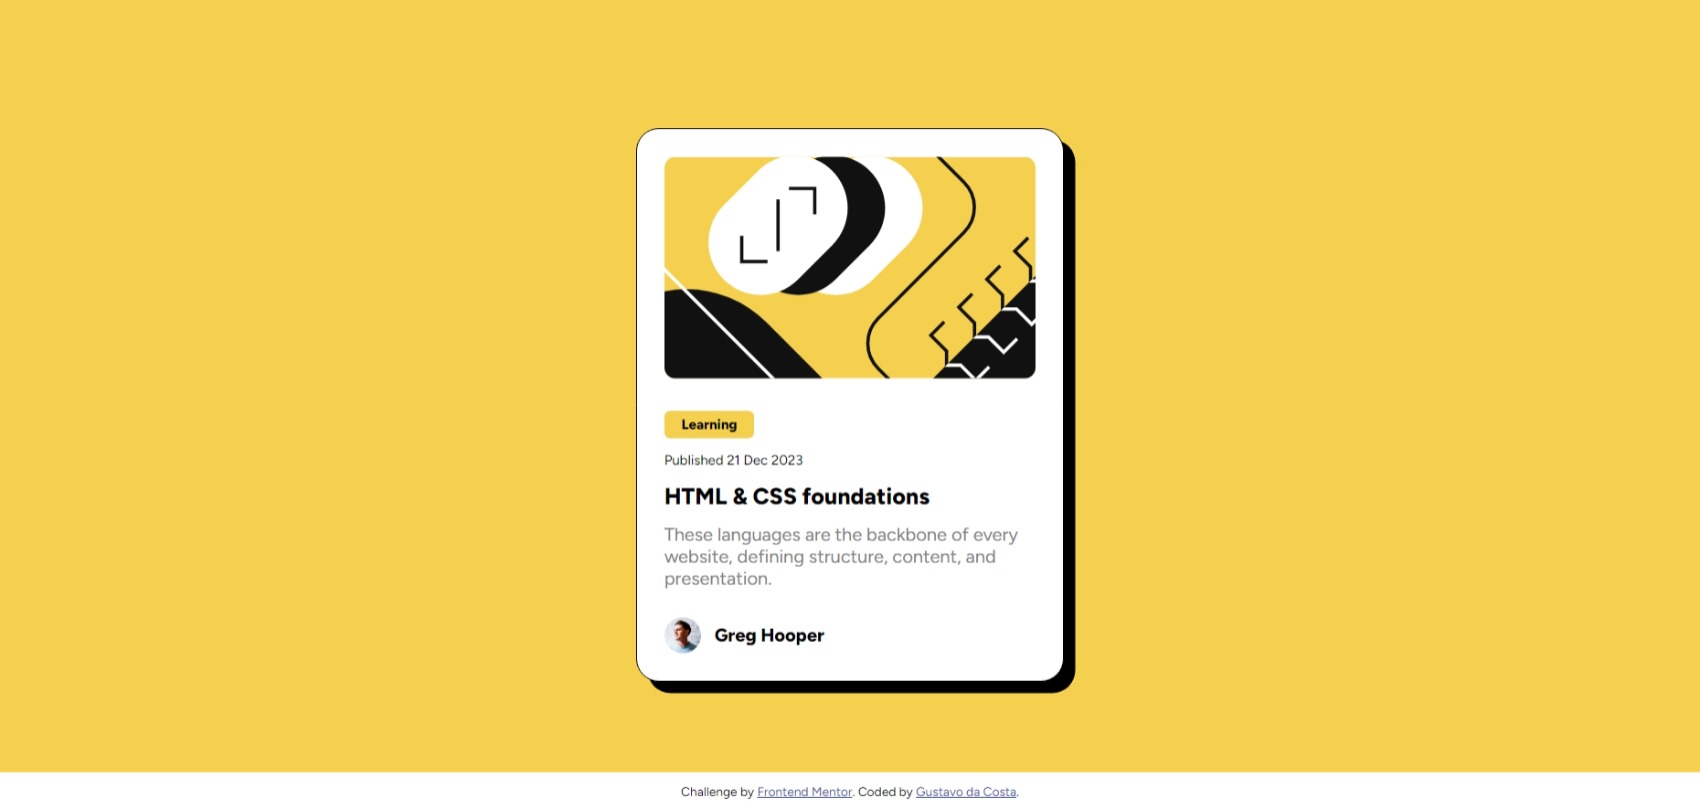 Learning
Published 21 Dec 2023
HTML & CSS foundations
These languages are the backbone of every
website, defining structure, content, and
presentation.
Greg Hooper
Challenge by Frontend Mentor. Coded by Gustavo da Costa.